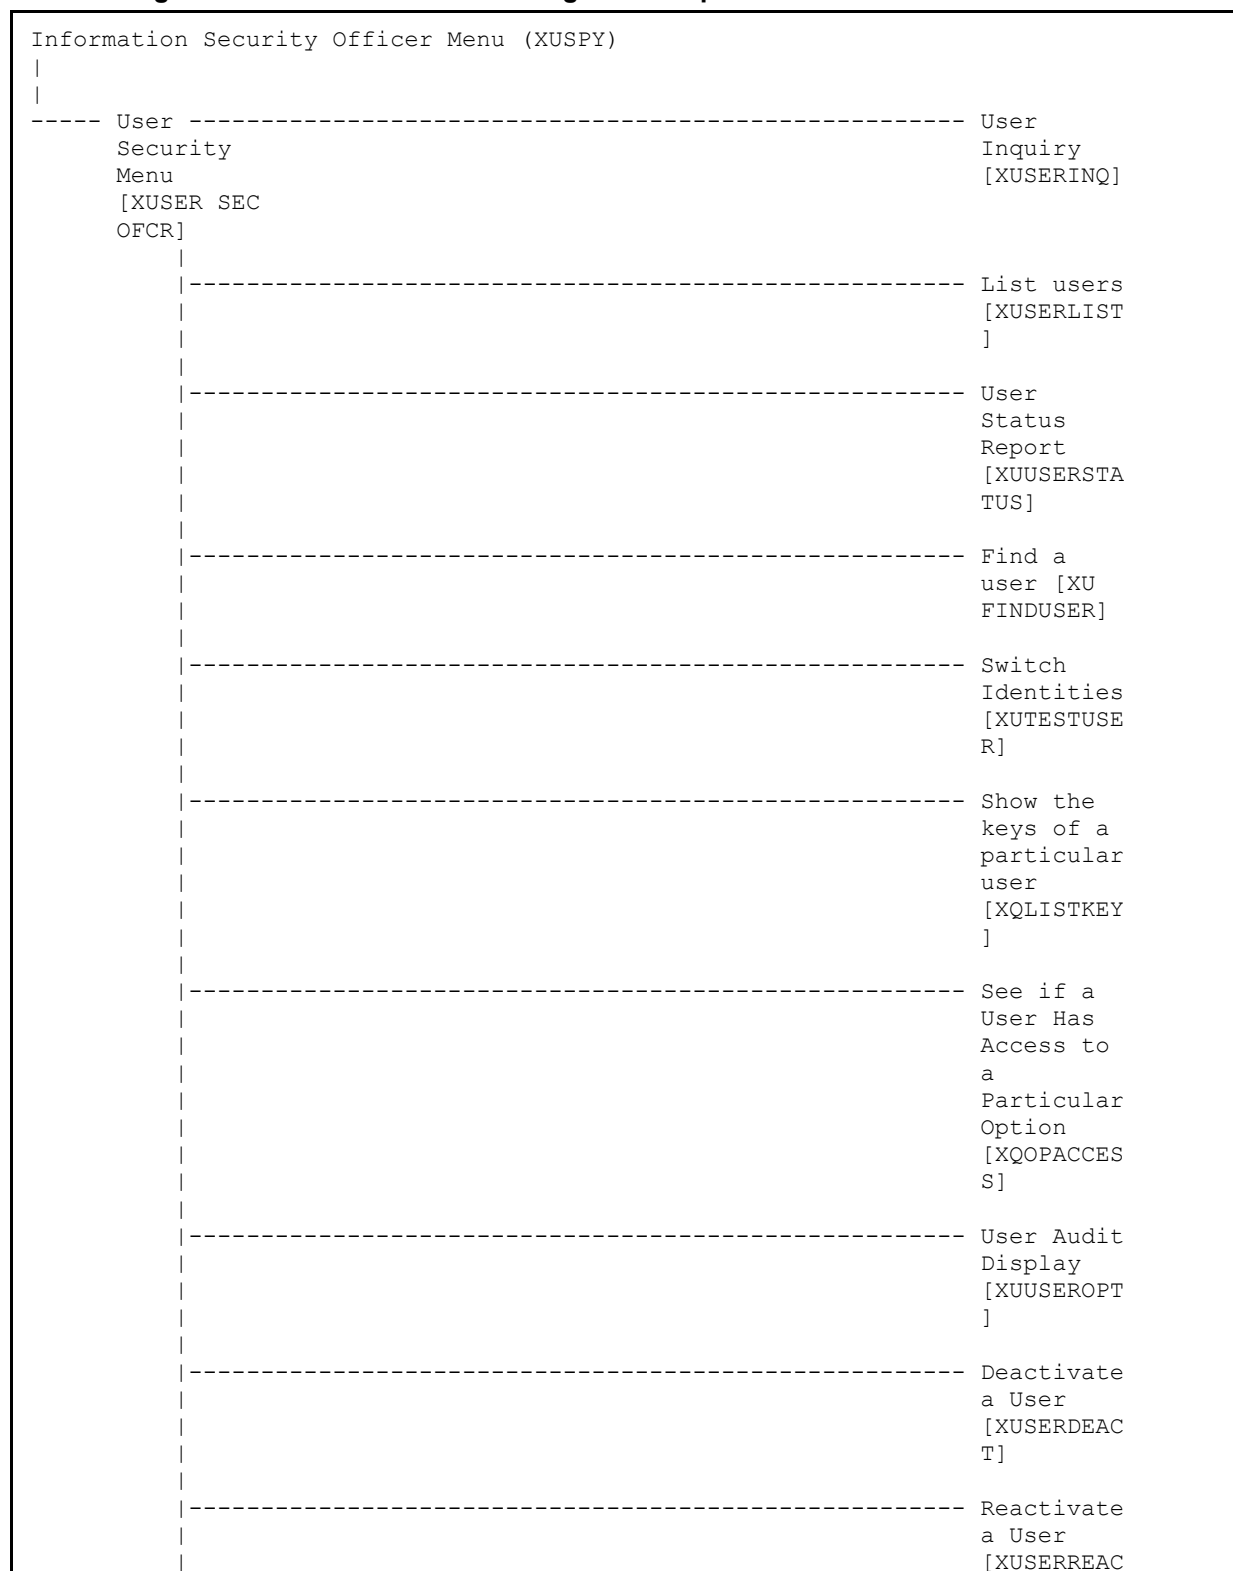 Information Security Officer Menu (XUSPY)
|
|
----- User ------------------------------------------------------ User
Security Inquiry
Menu [XUSERINQ]
[XUSER SEC
OFCR]
|
|------------------------------------------------------ List users
| [XUSERLIST
| ]
|
|------------------------------------------------------ User
| Status
| Report
| [XUUSERSTA
| TUS]
|
|------------------------------------------------------ Find a
| user [XU
| FINDUSER]
|
|------------------------------------------------------ Switch
| Identities
| [XUTESTUSE
| R]
|
|------------------------------------------------------ Show the
| keys of a
| particular
| user
| [XQLISTKEY
| ]
|
|------------------------------------------------------ See if a
| User Has
| Access to
| a
| Particular
| Option
| [XQOPACCES
| S]
|
|------------------------------------------------------ User Audit
| Display
| [XUUSEROPT
| ]
|
|------------------------------------------------------ Deactivate
| a User
| [XUSERDEAC
| T]
|
|------------------------------------------------------ Reactivate
| a User
| [XUSERREAC